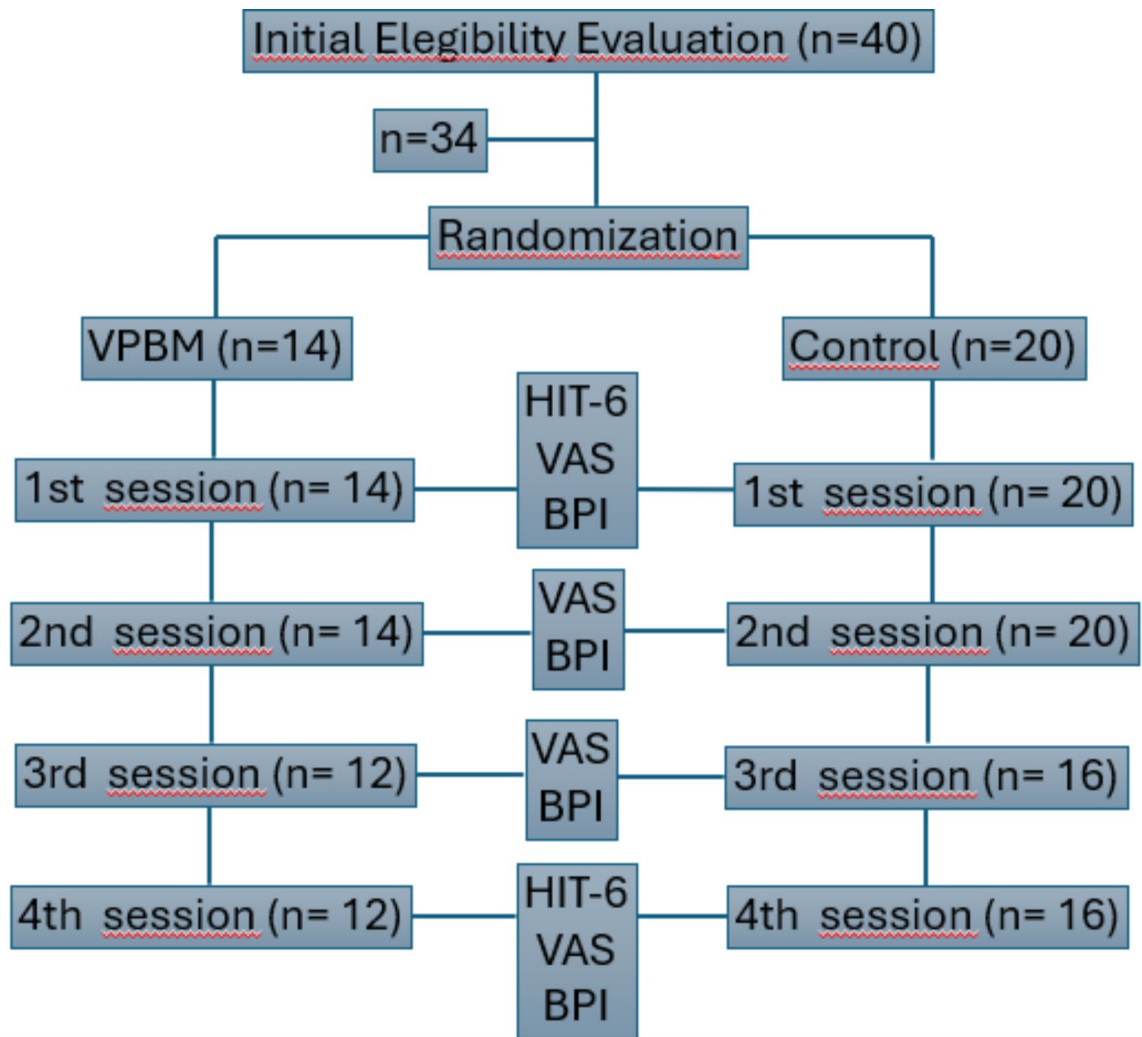 Initial Elegibility Evaluation (n=40)
n=34
Randomization
VPBM (n=14)
Control (n=20)
HIT-6
VAS
BPI
1st session (n= 14)
1st session (n= 20)
VAS
BPI
2nd session (n= 14)
2nd session (n= 20)
VAS
BPI
3rd session (n= 12)
3rd session (n= 16)
HIT-6
VAS
BPI
4th session (n= 12)
4th session (n= 16)